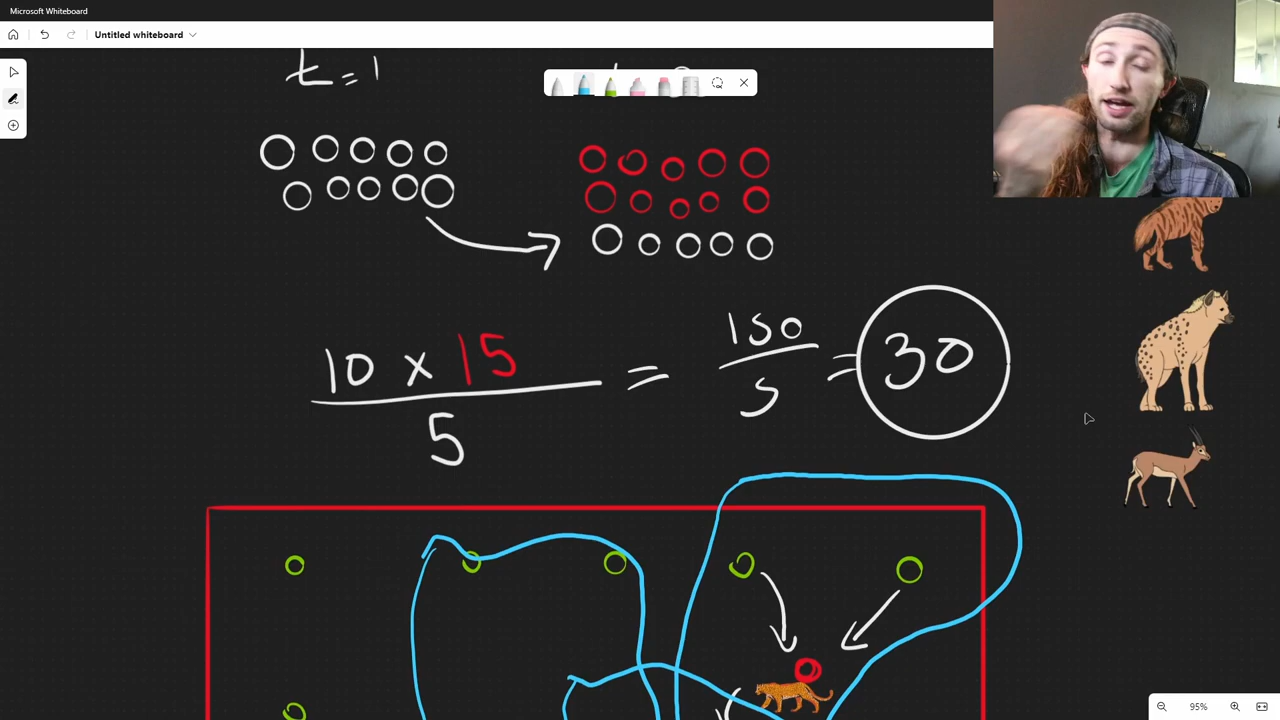 Microsoft Whiteboard
Untitled whiteboard
t = 1
10 x 15
5
=
150
5
=
30
95%